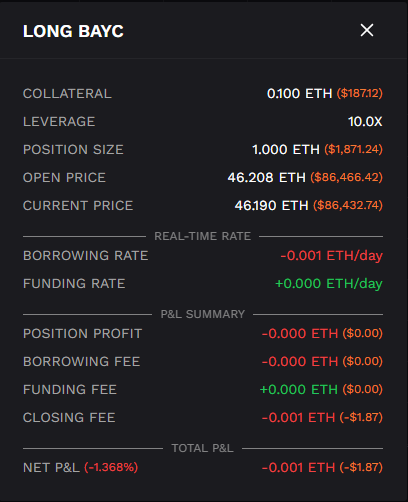 LONG BAYC
COLLATERAL 0.100 ETH ($187.12)
LEVERAGE 10.0X
POSITION SIZE 1.000 ETH ($1,871.24)
OPEN PRICE 46.208 ETH ($86,466.42)
CURRENT PRICE 46.190 ETH ($86,432.74)
REAL-TIME RATE
BORROWING RATE -0.001 ETH/day
FUNDING RATE +0.000 ETH/day
P&L SUMMARY
POSITION PROFIT -0.000 ETH ($0.00)
BORROWING FEE -0.000 ETH ($0.00)
FUNDING FEE +0.000 ETH ($0.00)
CLOSING FEE -0.001 ETH (-$1.87)
TOTAL P&L
NET P&L (-1.368%) -0.001 ETH (-$1.87)